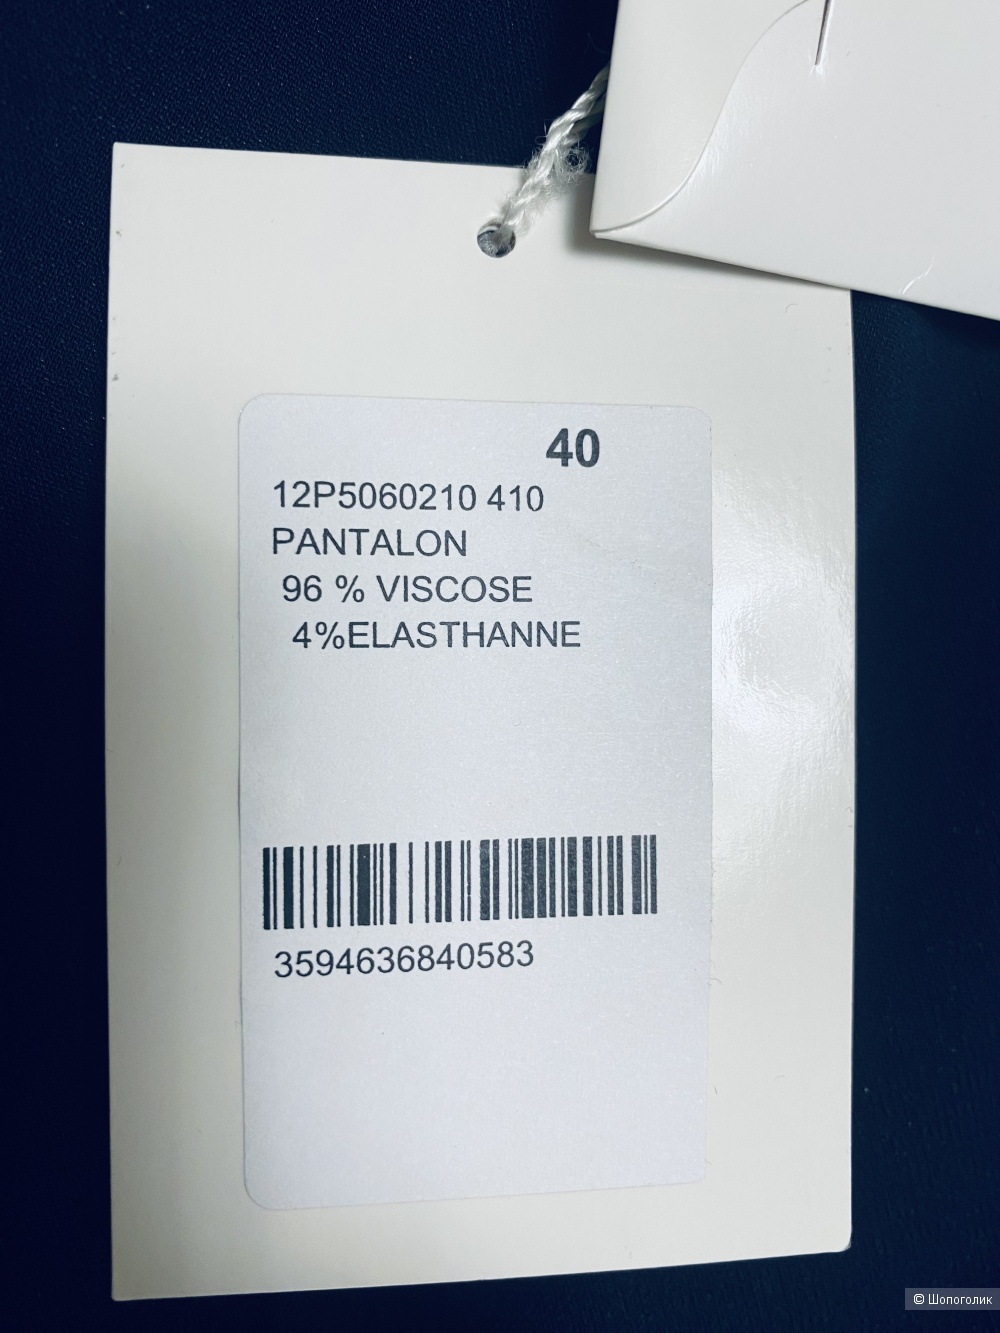 40
12P5060210 410
PANTALON
96 % VISCOSE
4%ELASTHANNE
3594636840583
© Шопоголик